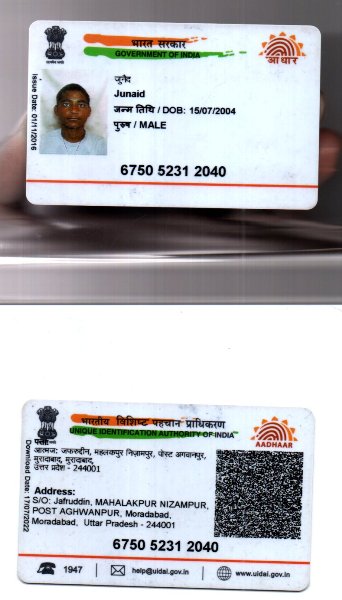 भारत सरकार
GOVERNMENT OF INDIA
आधार
Issue Date: 01/11/2016
जूनैद
Junaid
जन्म तिथि / DOB: 15/07/2004
पुरुष / MALE
6750 5231 2040
भारतीय विशिष्ट पहचान प्राधिकरण
UNIQUE IDENTIFICATION AUTHORITY OF INDIA
AADHAAR
Download Date: 17/07/2022
पता:
आत्मज: जफरुद्दीन, महलकपुर निज़ामपुर, पोस्ट अगवानपुर,
मुरादाबाद, मुरादाबाद,
उत्तर प्रदेश - 244001
Address:
S/O: Jafruddin, MAHALAKPUR NIZAMPUR,
POST AGHWANPUR, Moradabad,
Moradabad, Uttar Pradesh - 244001
6750 5231 2040
1947
help@uidai.gov.in
www.uidai.gov.in